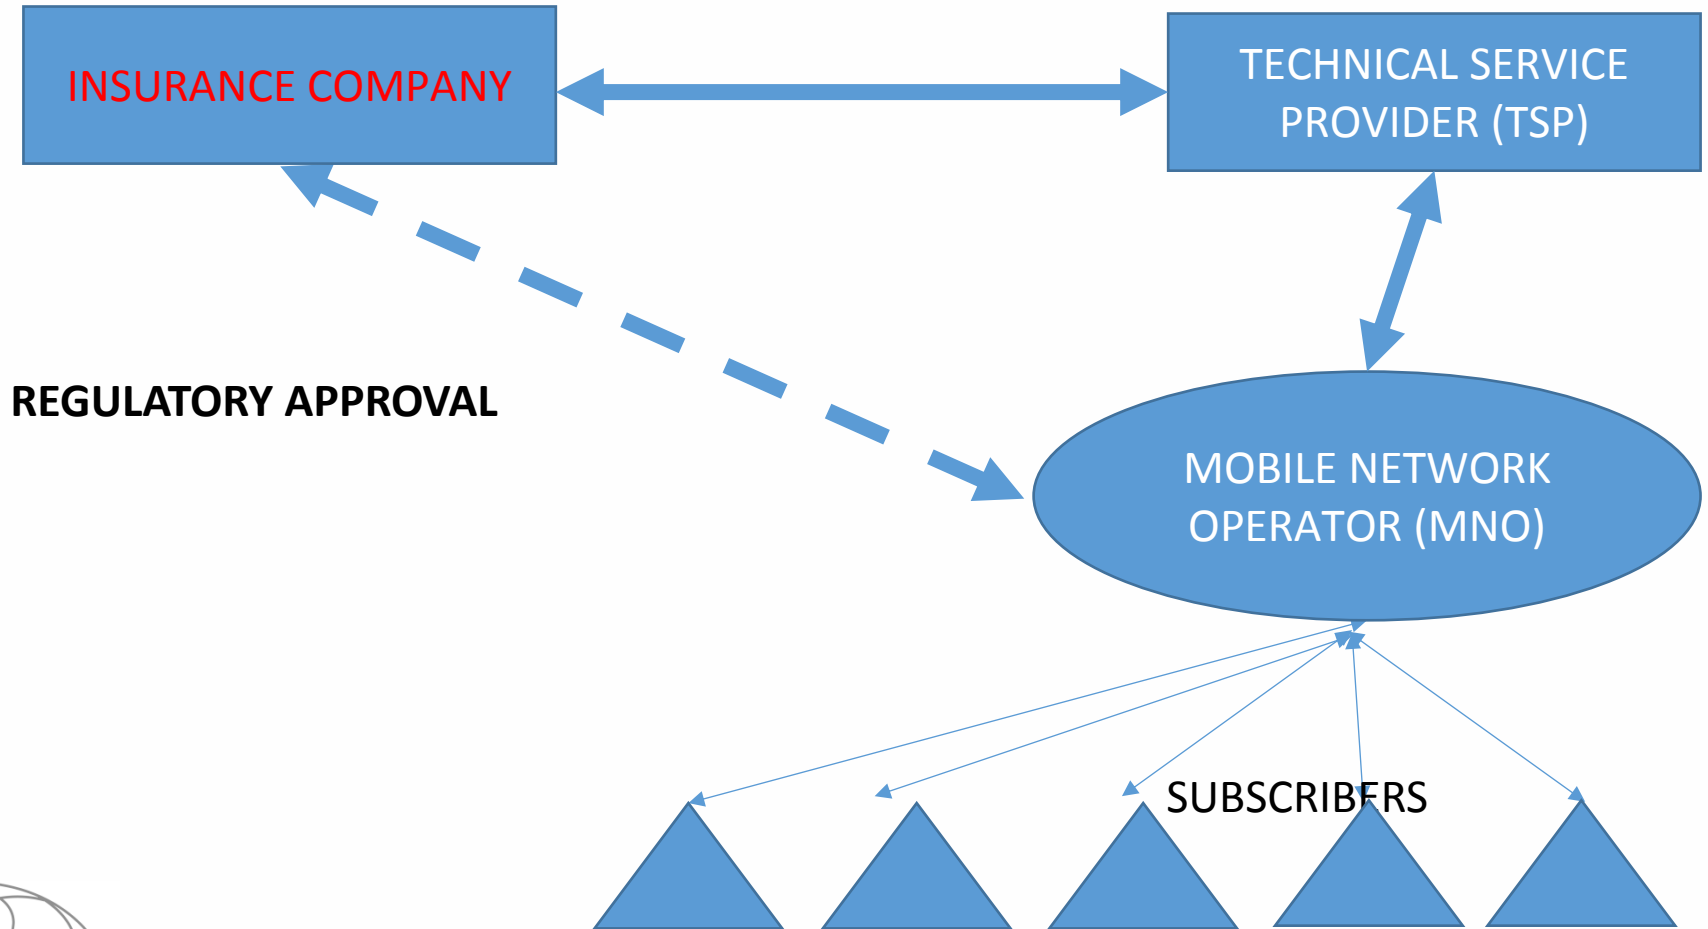 INSURANCE COMPANY
TECHNICAL SERVICE
PROVIDER (TSP)
REGULATORY APPROVAL
MOBILE NETWORK
OPERATOR (MNO)
SUBSCRIBERS